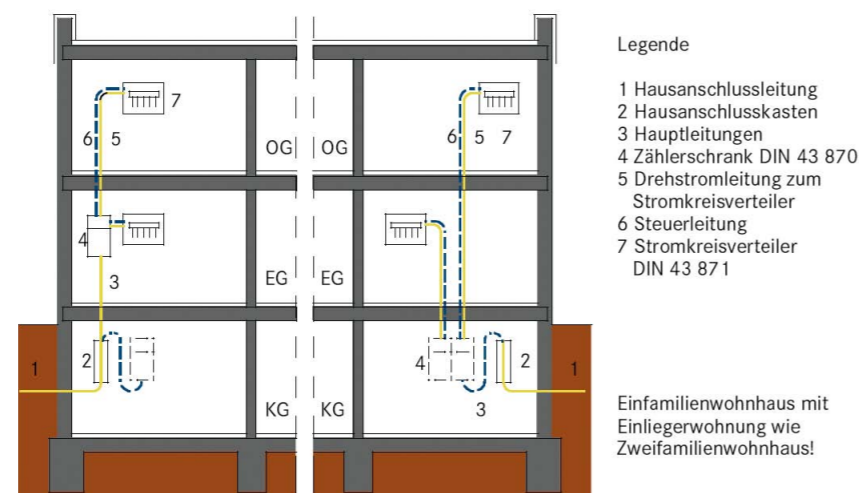 7
6 5
OG
OG
6 5 7
4
3
EG
EG
1
2
KG
KG
4
3
2
1
Legende
1 Hausanschlussleitung
2 Hausanschlusskasten
3 Hauptleitungen
4 Zählerschrank DIN 43 870
5 Drehstromleitung zum
Stromkreisverteiler
6 Steuerleitung
7 Stromkreisverteiler
DIN 43 871
Einfamilienwohnhaus mit
Einliegerwohnung wie
Zweifamilienwohnhaus!